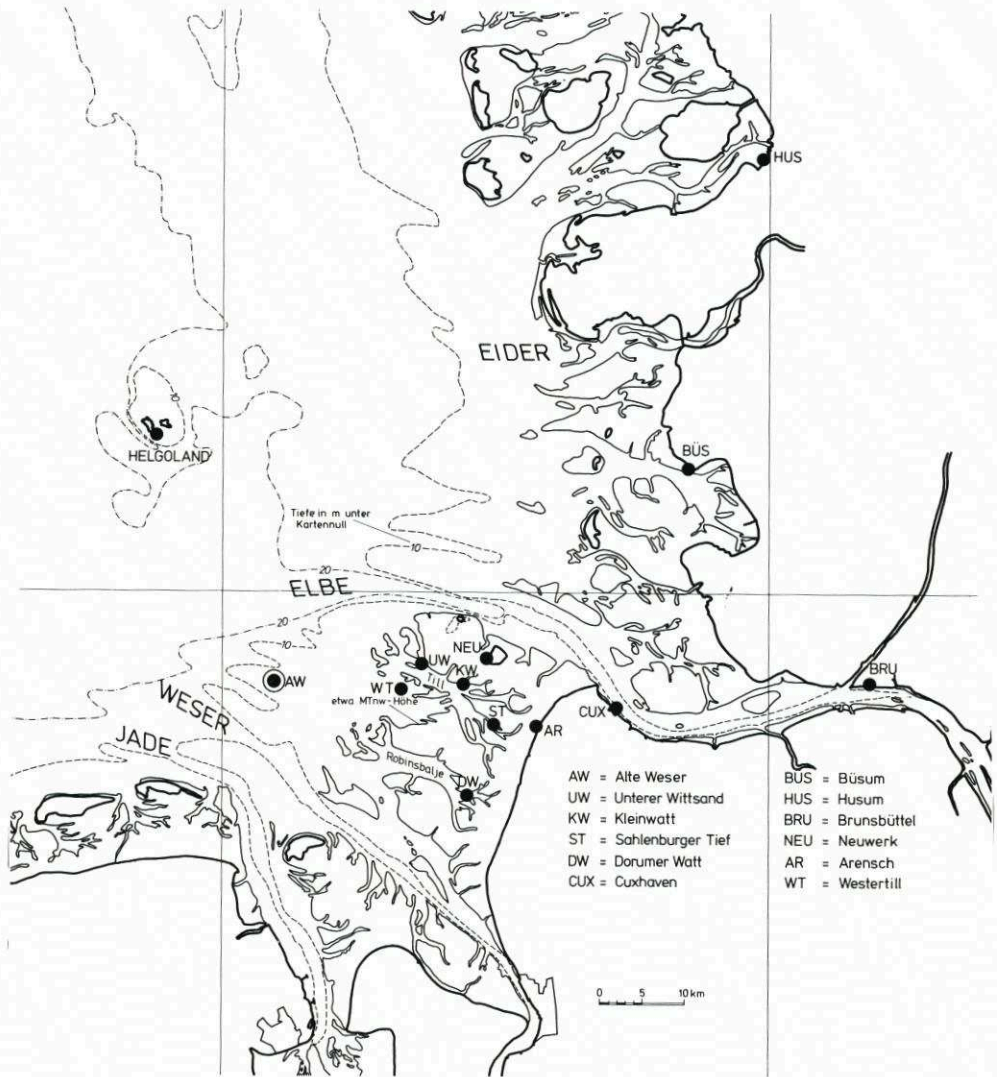 HUS
EIDER
10
HELGOLAND
BÜS
Tiefe in m unter
Kartennull
10
20
ELBE
20
10
NEU
UW
Till
KW
BRU
AW
WT
etwa MTnw-Höhe
WESER
ST
CUX
AR
JADE
Robinsbalje
DW
AW = Alte Weser
UW = Unterer Wittsand
KW = Kleinwatt
ST = Sahlenburger Tief
DW = Dorumer Watt
CUX = Cuxhaven
BÜS = Büsum
HUS = Husum
BRU = Brunsbüttel
NEU = Neuwerk
AR = Arensch
WT = Westertill
0 5 10 km